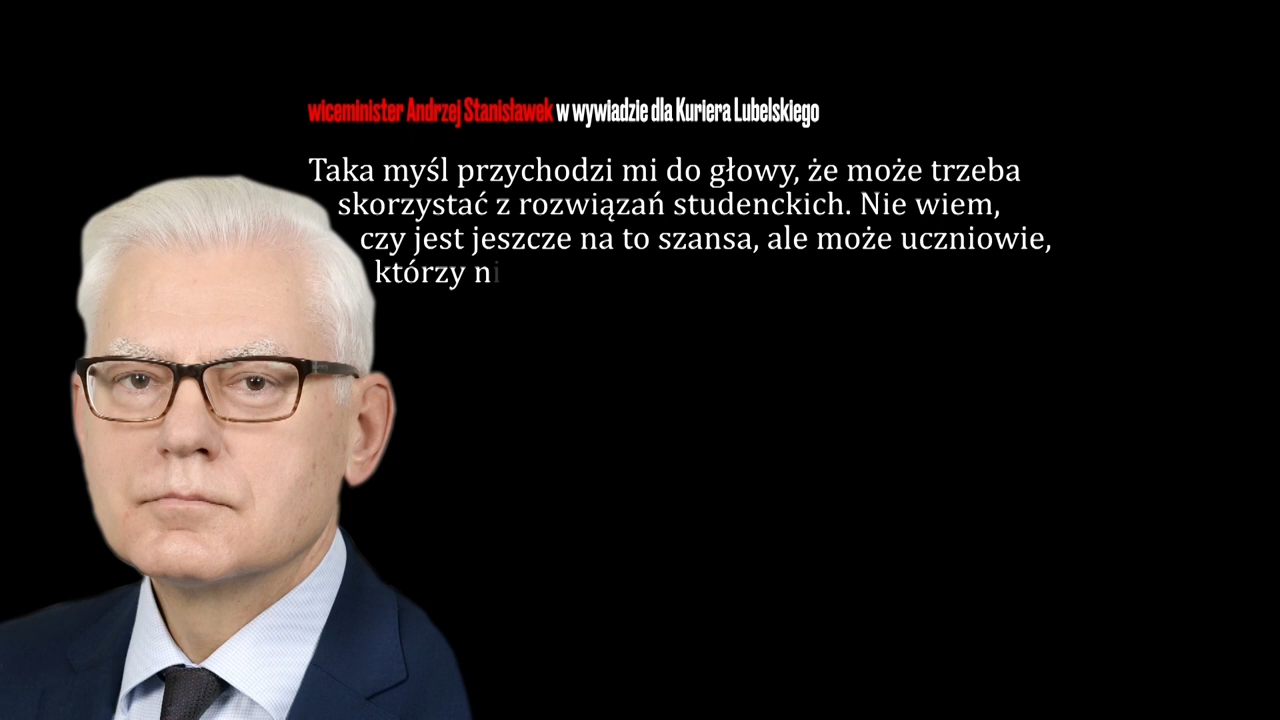 wiceminister Andrzej Stanisławek w wywiadzie dla Kuriera Lubelskiego
Taka myśl przychodzi mi do głowy, że może trzeba
skorzystać z rozwiązań studenckich. Nie wiem,
czy jest jeszcze na to szansa, ale może uczniowie,
którzy ni